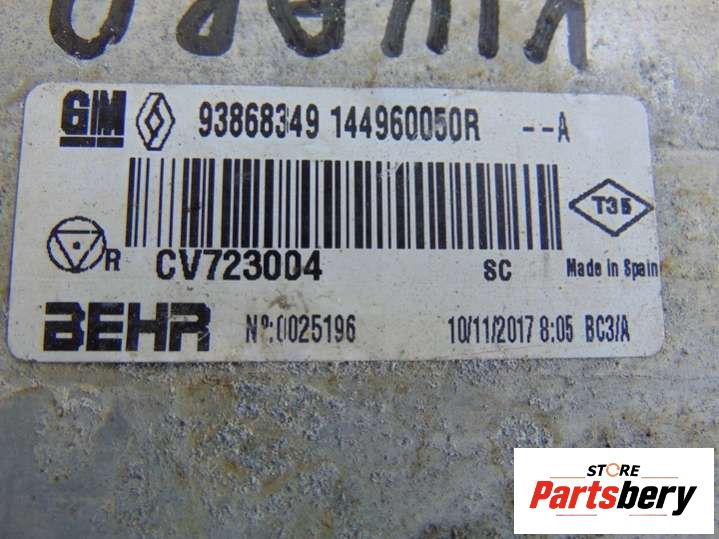 GM 93868349 144960050R --A
T35
R CV723004 SC Made in Spain
BEHR Nº:0025196 10/11/2017 8:05 BC3/A
STORE
Partsbery